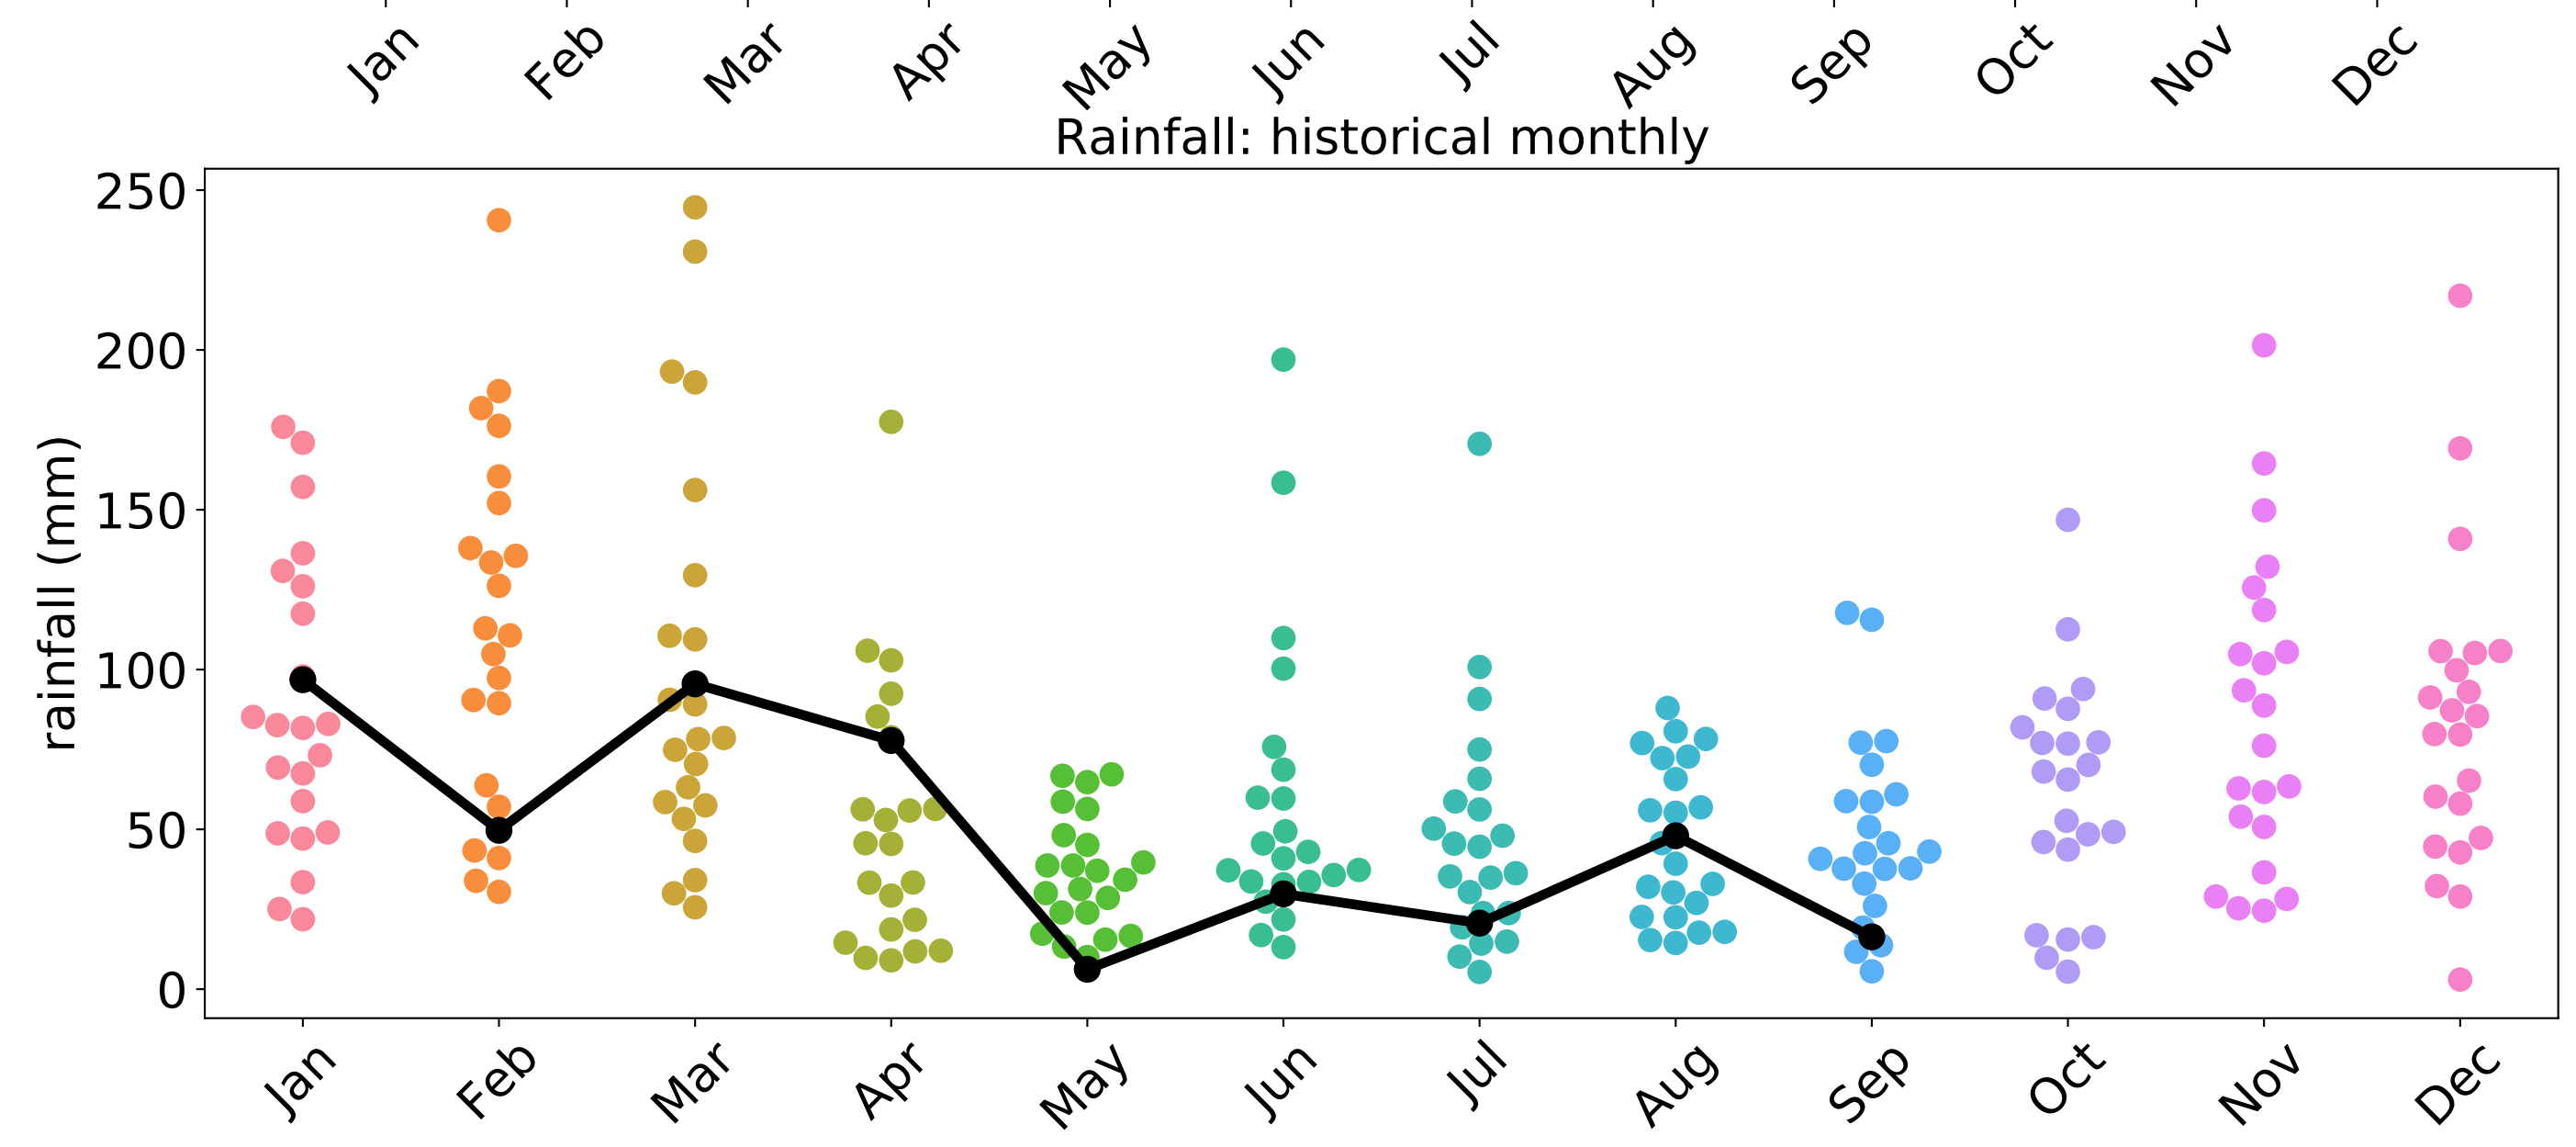 Jan Feb Mar Apr May Jun Jul Aug Sep Oct Nov Dec
Rainfall: historical monthly
250
200
150
100
50
0
rainfall (mm)
Jan Feb Mar Apr May Jun Jul Aug Sep Oct Nov Dec